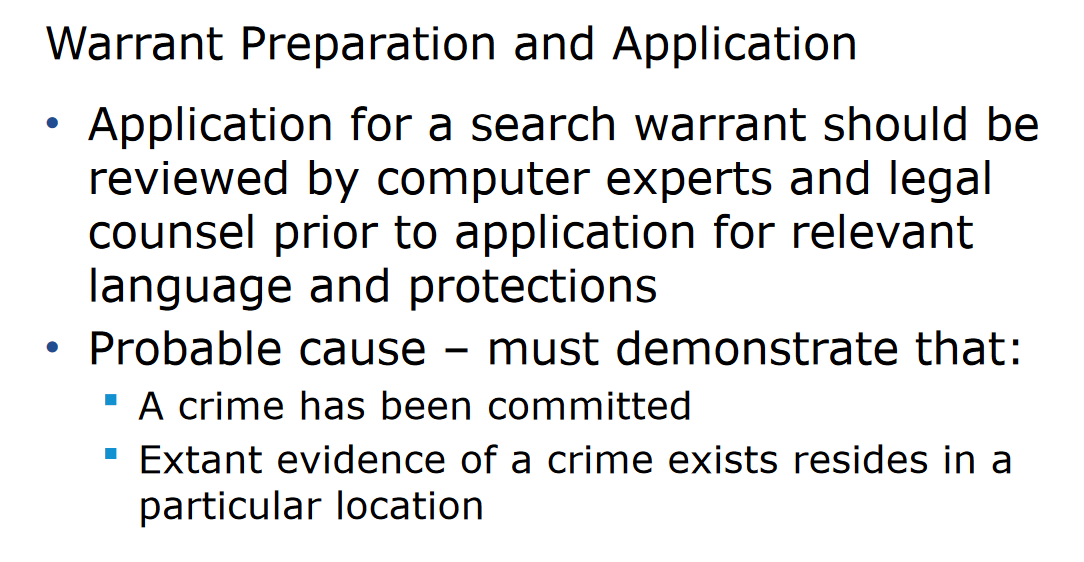 Warrant Preparation and Application
• Application for a search warrant should be
reviewed by computer experts and legal
counsel prior to application for relevant
language and protections
• Probable cause – must demonstrate that:
▪ A crime has been committed
▪ Extant evidence of a crime exists resides in a
particular location